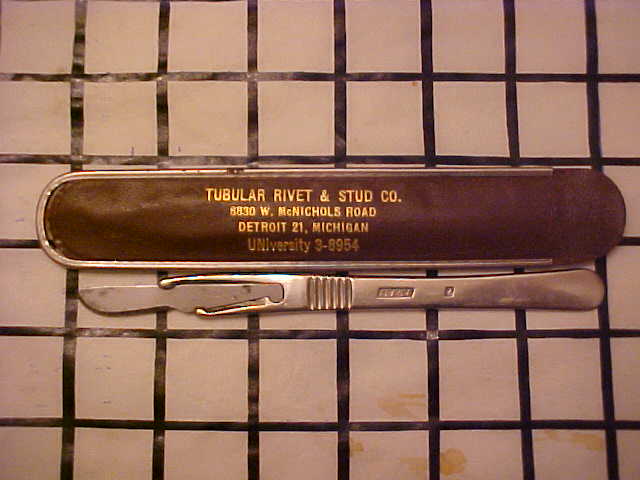 TUBULAR RIVET & STUD CO.
6830 W. McNICHOLS ROAD
DETROIT 21, MICHIGAN
UNIversity 3-8954